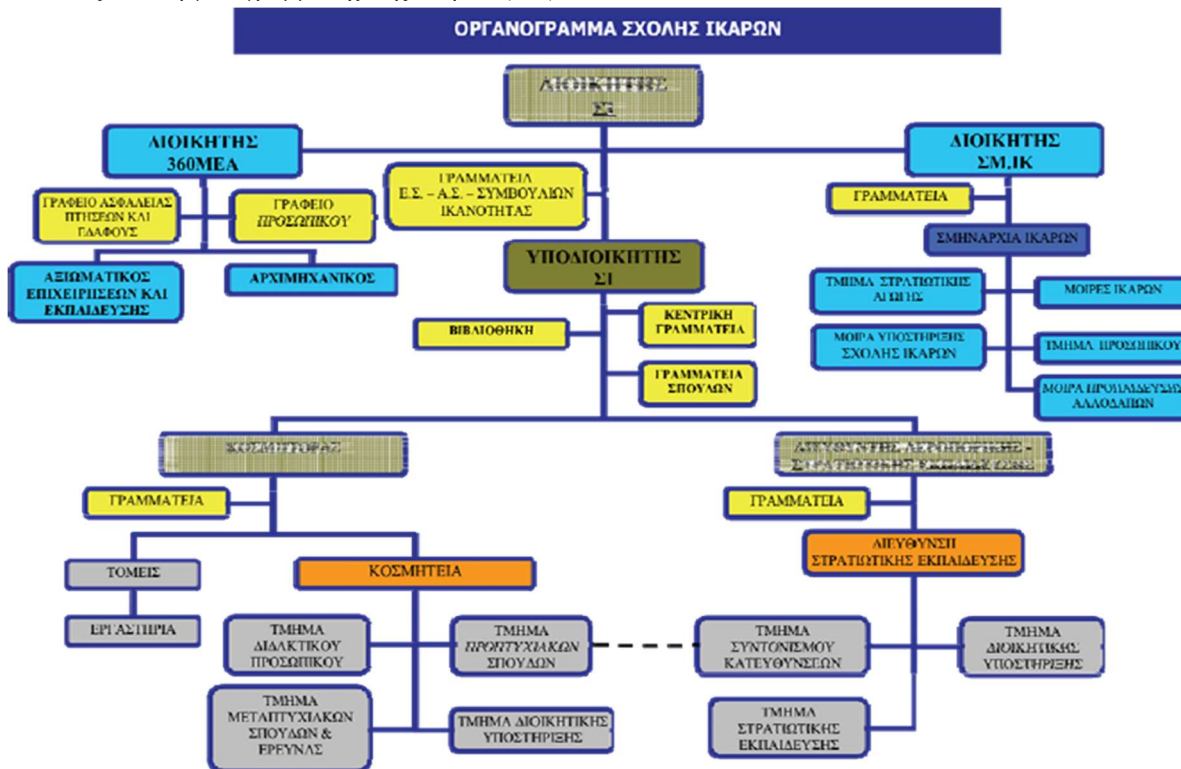 ΟΡΓΑΝΟΓΡΑΜΜΑ ΣΧΟΛΗΣ ΙΚΑΡΩΝ
ΔΙΟΙΚΗΤΗΣ
ΣΙ
ΔΙΟΙΚΗΤΗΣ
360ΜΕΑ
ΔΙΟΙΚΗΤΗΣ
ΣΜ.ΙΚ
ΓΡΑΜΜΑΤΕΙΑ
Ε.Σ. – Α.Σ. – ΣΥΜΒΟΥΛΙΩΝ
ΙΚΑΝΟΤΗΤΑΣ
ΓΡΑΦΕΙΟ ΑΣΦΑΛΕΙΑΣ
ΠΤΗΣΕΩΝ ΚΑΙ
ΕΔΑΦΟΥΣ
ΓΡΑΦΕΙΟ
ΠΡΟΣΩΠΙΚΟΥ
ΓΡΑΜΜΑΤΕΙΑ
ΣΜΗΝΑΡΧΙΑ ΙΚΑΡΩΝ
ΥΠΟΔΙΟΙΚΗΤΗΣ
ΣΙ
ΑΞΙΩΜΑΤΙΚΟΣ
ΕΠΙΧΕΙΡΗΣΕΩΝ ΚΑΙ
ΕΚΠΑΙΔΕΥΣΗΣ
ΑΡΧΙΜΗΧΑΝΙΚΟΣ
ΤΜΗΜΑ ΣΤΡΑΤΙΩΤΙΚΗΣ
ΑΓΩΓΗΣ
ΜΟΙΡΕΣ ΙΚΑΡΩΝ
ΒΙΒΛΙΟΘΗΚΗ
ΚΕΝΤΡΙΚΗ
ΓΡΑΜΜΑΤΕΙΑ
ΜΟΙΡΑ ΥΠΟΣΤΗΡΙΞΗΣ
ΣΧΟΛΗΣ ΙΚΑΡΩΝ
ΤΜΗΜΑ ΠΡΟΣΩΠΙΚΟΥ
ΓΡΑΜΜΑΤΕΙΑ
ΣΠΟΥΔΩΝ
ΜΟΙΡΑ ΠΡΟΠΑΙΔΕΥΣΗΣ
ΑΛΛΟΔΑΠΩΝ
ΚΟΣΜΗΤΟΡΑΣ
ΔΙΕΥΘΥΝΤΗΣ ΑΕΡΟΠΟΡΙΚΗΣ -
ΣΤΡΑΤΙΩΤΙΚΗΣ ΕΚΠΑΙΔΕΥΣΗΣ
ΓΡΑΜΜΑΤΕΙΑ
ΓΡΑΜΜΑΤΕΙΑ
ΤΟΜΕΙΣ
ΚΟΣΜΗΤΕΙΑ
ΔΙΕΥΘΥΝΣΗ
ΣΤΡΑΤΙΩΤΙΚΗΣ ΕΚΠΑΙΔΕΥΣΗΣ
ΕΡΓΑΣΤΗΡΙΑ
ΤΜΗΜΑ
ΔΙΔΑΚΤΙΚΟΥ
ΠΡΟΣΩΠΙΚΟΥ
ΤΜΗΜΑ
ΠΡΟΠΤΥΧΙΑΚΩΝ
ΣΠΟΥΔΩΝ
ΤΜΗΜΑ
ΣΥΝΤΟΝΙΣΜΟΥ
ΚΑΤΕΥΘΥΝΣΕΩΝ
ΤΜΗΜΑ
ΔΙΟΙΚΗΤΙΚΗΣ
ΥΠΟΣΤΗΡΙΞΗΣ
ΤΜΗΜΑ
ΜΕΤΑΠΤΥΧΙΑΚΩΝ
ΣΠΟΥΔΩΝ &
ΕΡΕΥΝΑΣ
ΤΜΗΜΑ ΔΙΟΙΚΗΤΙΚΗΣ
ΥΠΟΣΤΗΡΙΞΗΣ
ΤΜΗΜΑ
ΣΤΡΑΤΙΩΤΙΚΗΣ
ΕΚΠΑΙΔΕΥΣΗΣ